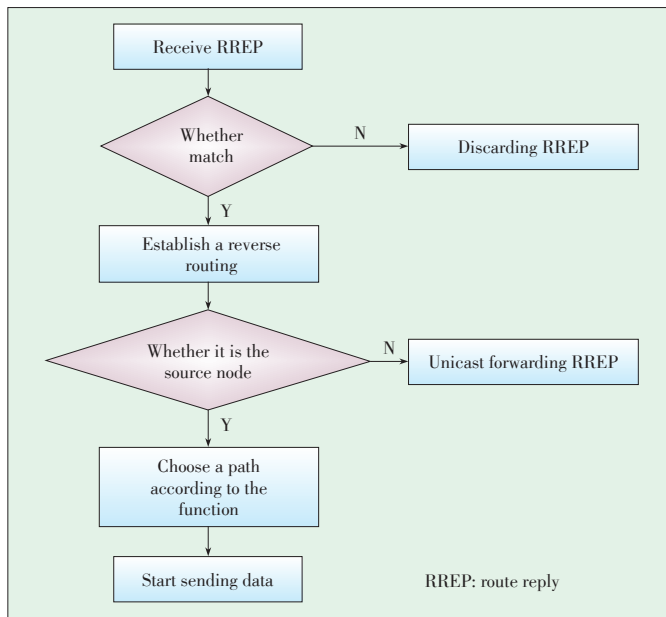 Receive RREP
Whether
match
N
Discarding RREP
Y
Establish a reverse
routing
Whether it is the
source node
N
Unicast forwarding RREP
Y
Choose a path
according to the
function
Start sending data
RREP: route reply